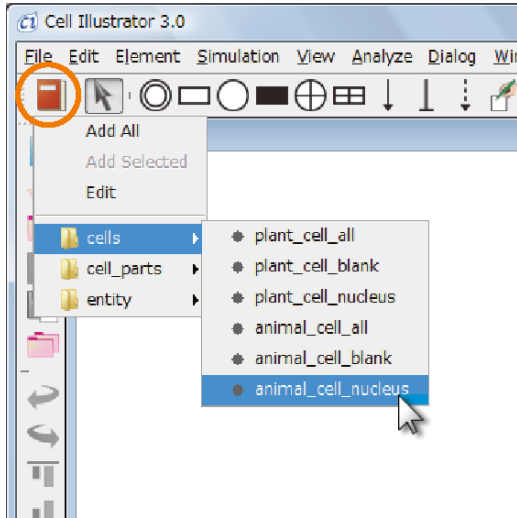 Cell Illustrator 3.0
File Edit Element Simulation View Analyze Dialog
Add All
Add Selected
Edit
cells
cell_parts
entity
plant_cell_all
plant_cell_blank
plant_cell_nucleus
animal_cell_all
animal_cell_blank
animal_cell_nucleus